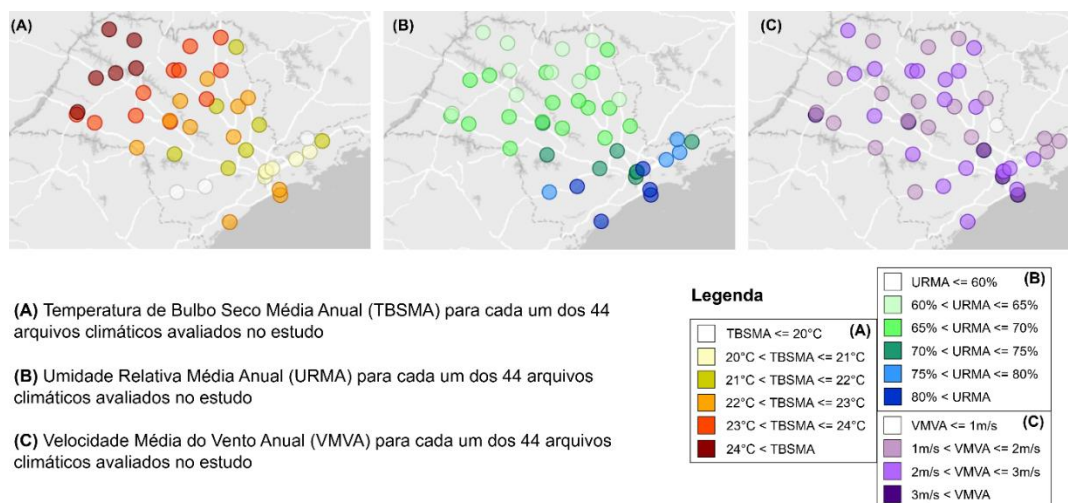 (A)
(B)
(C)
(A) Temperatura de Bulbo Seco Média Anual (TBSMA) para cada um dos 44
arquivos climáticos avaliados no estudo
(B) Umidade Relativa Média Anual (URMA) para cada um dos 44 arquivos
climáticos avaliados no estudo
(C) Velocidade Média do Vento Anual (VMVA) para cada um dos 44 arquivos
climáticos avaliados no estudo
Legenda
(A)
TBSMA <= 20°C
20°C < TBSMA <= 21°C
21°C < TBSMA <= 22°C
22°C < TBSMA <= 23°C
23°C < TBSMA <= 24°C
24°C < TBSMA
(B)
URMA <= 60%
60% < URMA <= 65%
65% < URMA <= 70%
70% < URMA <= 75%
75% < URMA <= 80%
80% < URMA
(C)
VMVA <= 1m/s
1m/s < VMVA <= 2m/s
2m/s < VMVA <= 3m/s
3m/s < VMVA